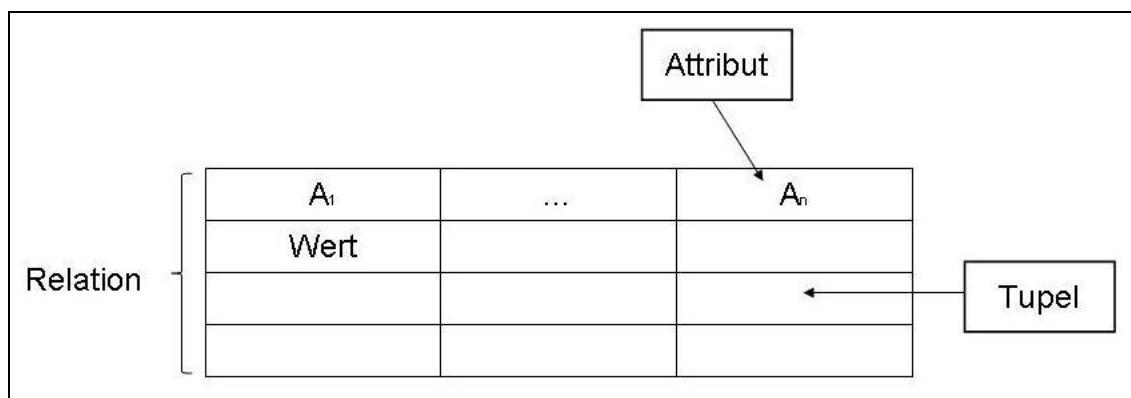 Attribut
A₁ ... Aₙ
Wert
Relation
Tupel